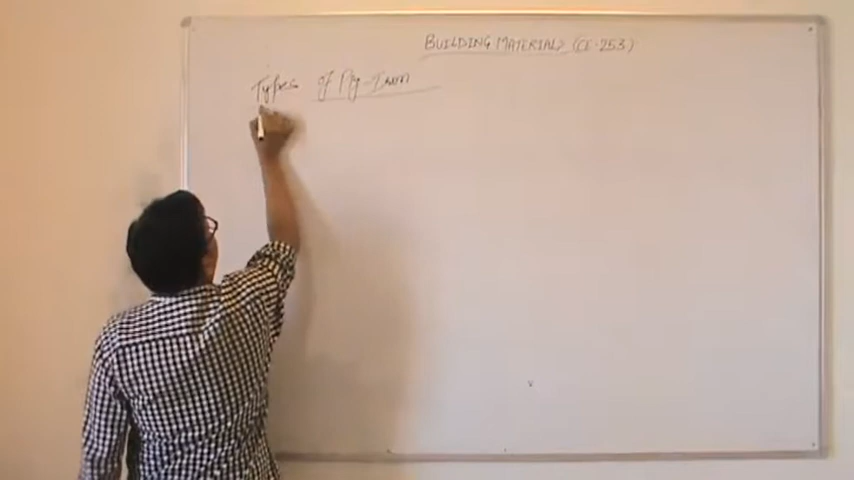 BUILDING MATERIALS (CE-253)
Types of Pig-Iron